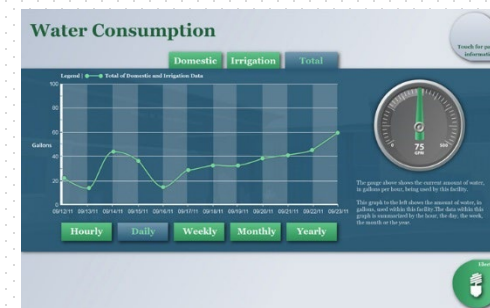 Water Consumption
Touch for
Domestic Irrigation Total
Legend | Total of Domestic and Irrigation Data
100
80
60
Gallons
40
20
0
09/12/11 09/13/11 09/14/11 09/15/11 09/16/11 09/17/11 09/18/11 09/19/11 09/20/11 09/21/11 09/22/11 09/23/11
Hourly Daily Weekly Monthly Yearly
75
GPH
The gauge above shows the current amount of water,
in gallons per hour, being used by this facility.
This graph to the left shows the amount of water, in
gallons, used within this facility. The data within this
graph is summarized by the hour, the day, the week,
the month or the year.